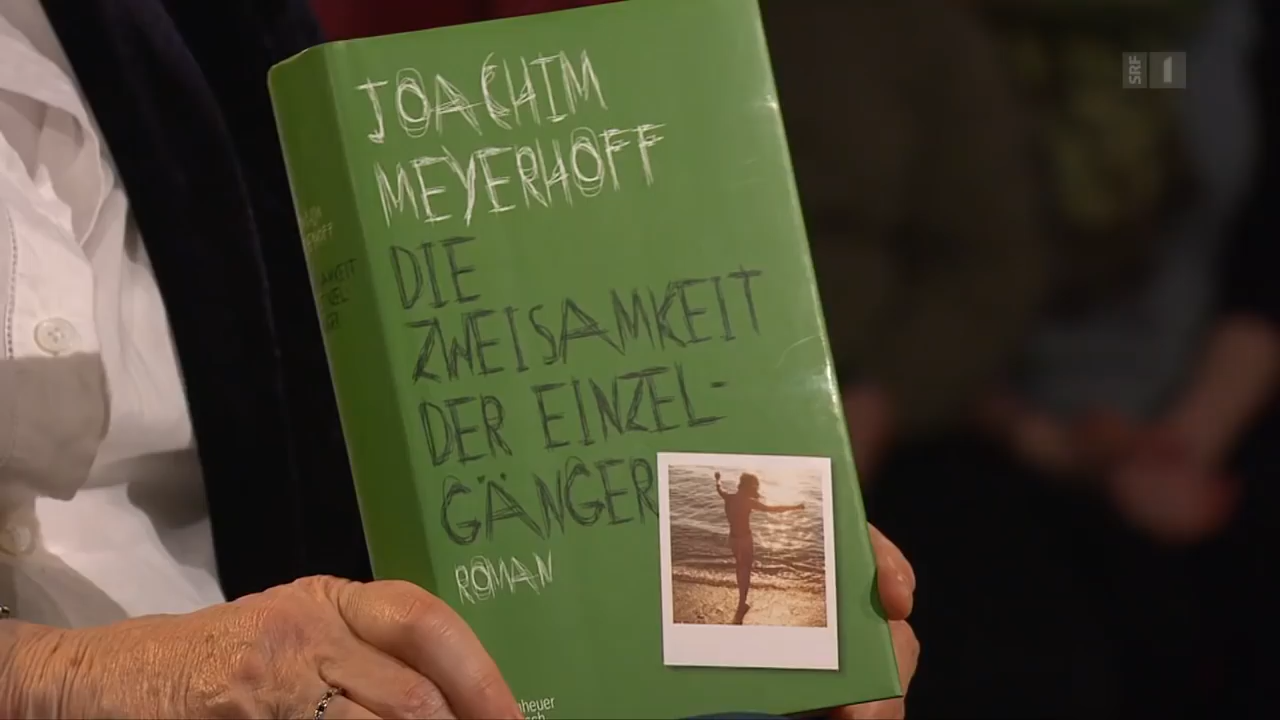 SRF 1
JOACHIM
MEYERHOFF
DIE
ZWEISAMKEIT
DER EINZEL-
GÄNGER
ROMAN